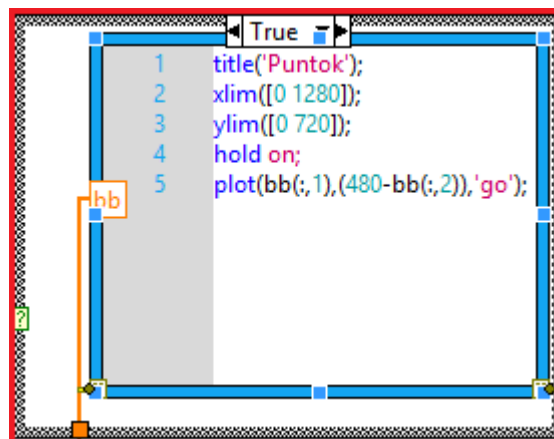 True
1 title('Puntok');
2 xlim([0 1280]);
3 ylim([0 720]);
4 hold on;
5 plot(bb(:,1),(480-bb(:,2)),'go');
bb
?